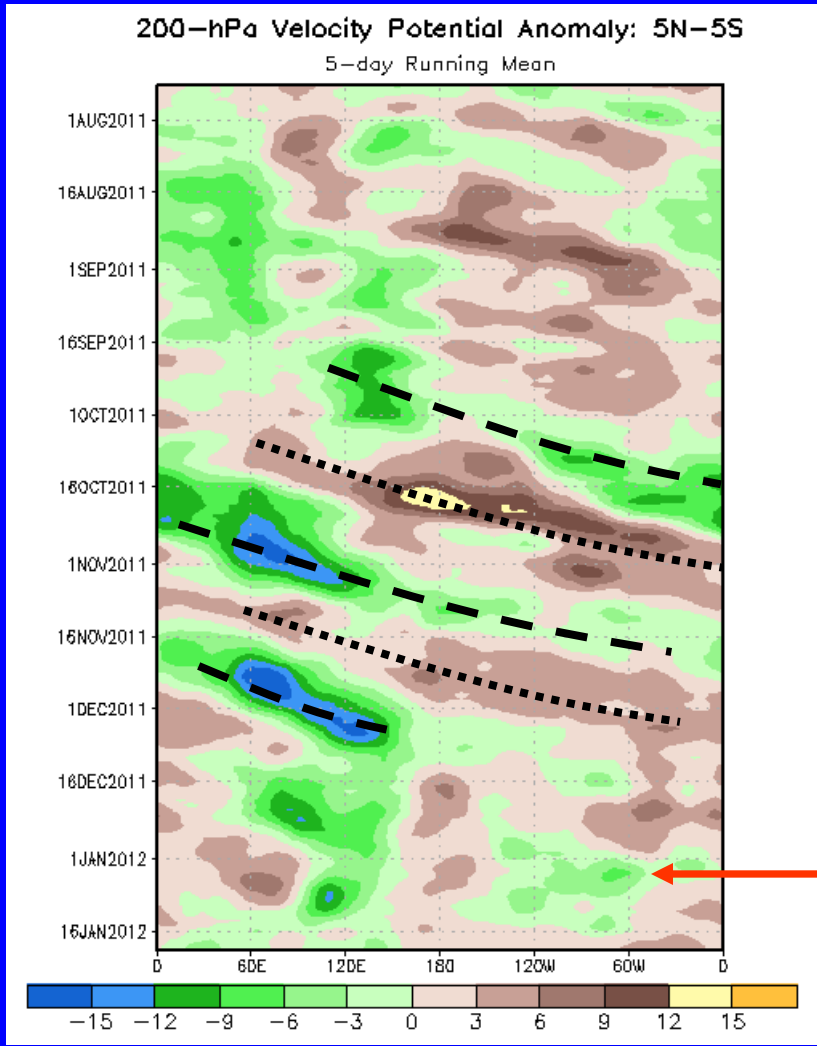 200-hPa Velocity Potential Anomaly: 5N-5S
5-day Running Mean
1AUG2011
16AUG2011
1SEP2011
16SEP2011
1OCT2011
16OCT2011
1NOV2011
16NOV2011
1DEC2011
16DEC2011
1JAN2012
16JAN2012
0 60E 120E 180 120W 60W 0
-15 -12 -9 -6 -3 0 3 6 9 12 15